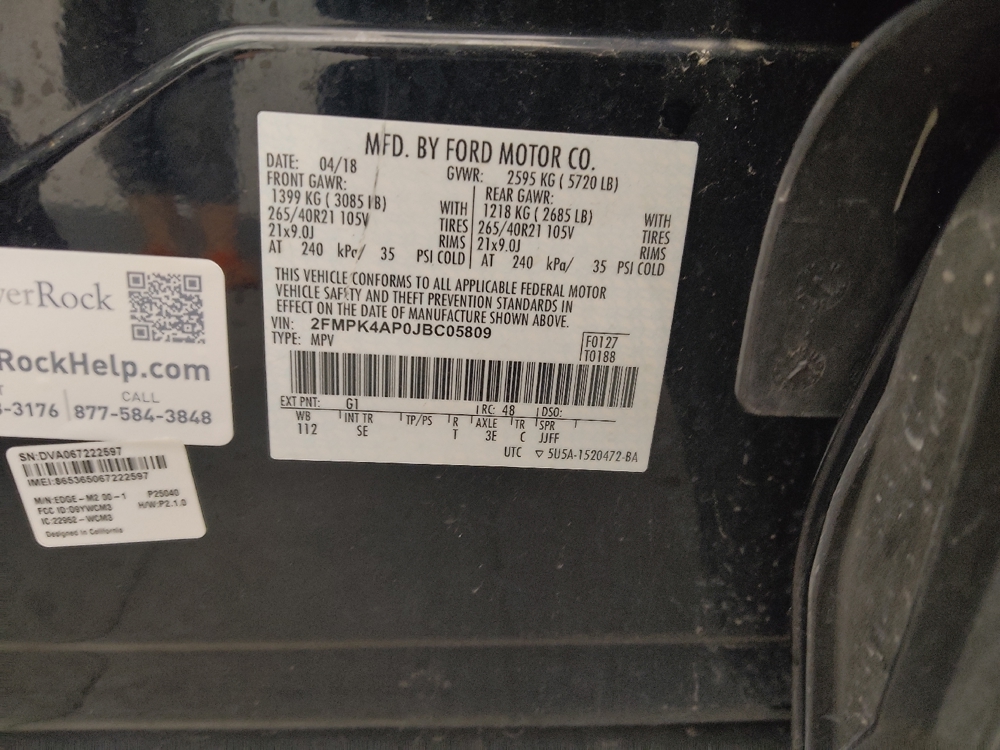 MFD. BY FORD MOTOR CO.
DATE: 04/18 GVWR: 2595 KG ( 5720 LB)
FRONT GAWR: REAR GAWR:
1399 KG ( 3085 LB) WITH 1218 KG ( 2685 LB) WITH
265/40R21 105V TIRES 265/40R21 105V TIRES
21x9.0J RIMS 21x9.0J RIMS
AT 240 kPa/ 35 PSI COLD AT 240 kPa/ 35 PSI COLD
THIS VEHICLE CONFORMS TO ALL APPLICABLE FEDERAL MOTOR
VEHICLE SAFETY AND THEFT PREVENTION STANDARDS IN
EFFECT ON THE DATE OF MANUFACTURE SHOWN ABOVE.
VIN: 2FMPK4AP0JBC05809
TYPE: MPV
F0127
T0188
EXT PNT: G1 RC: 48 DSO:
WB INT TR TP/PS R AXLE TR SPR
112 SE T 3E C JJFF
UTC ▽ 5U5A-1520472-BA
verRock
RockHelp.com
CALL
-3176 877-584-3848
SN:DVA067222597
IMEI:865365067222597
M/N:EDGE-M2 00-1 P25040
FCC ID:O9YWCM3 H/W:P2.1.0
IC:22952-WCM3
Designed in California